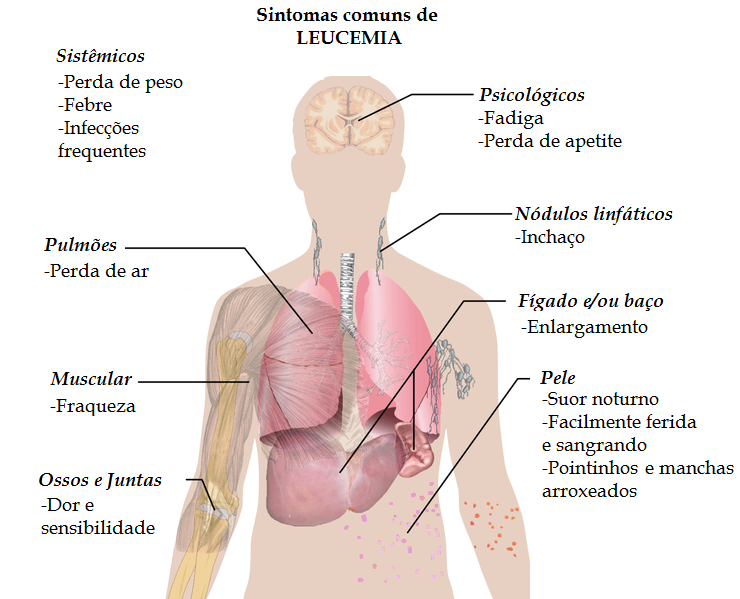 Sintomas comuns de
LEUCEMIA
Sistêmicos
-Perda de peso
-Febre
-Infecções
frequentes
Psicológicos
-Fadiga
-Perda de apetite
Nódulos linfáticos
-Inchaço
Pulmões
-Perda de ar
Fígado e/ou baço
-Enlargamento
Muscular
-Fraqueza
Pele
-Suor noturno
-Facilmente ferida
e sangrando
-Pointinhos e manchas
arroxeados
Ossos e Juntas
-Dor e
sensibilidade